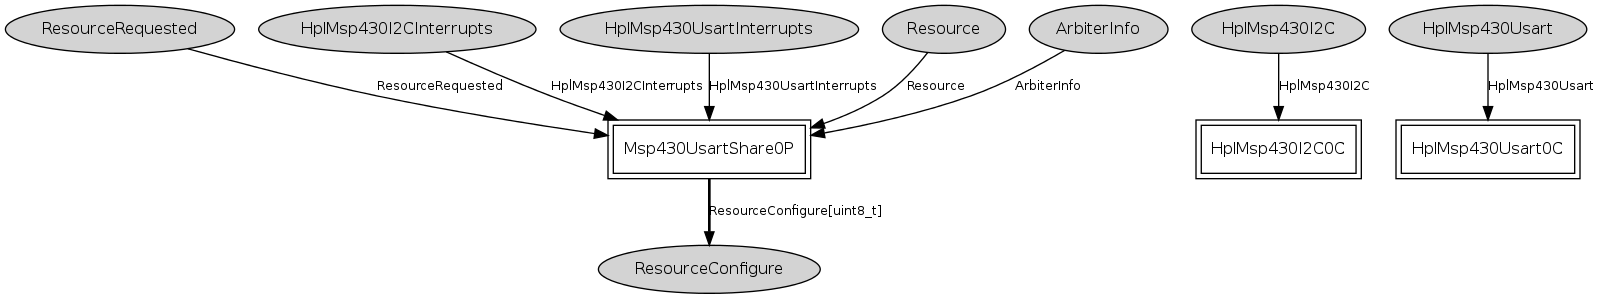 ResourceRequested
HplMsp430I2CInterrupts
HplMsp430UsartInterrupts
Resource
ArbiterInfo
HplMsp430I2C
HplMsp430Usart
ResourceRequested
HplMsp430I2CInterrupts
HplMsp430UsartInterrupts
Resource
ArbiterInfo
HplMsp430I2C
HplMsp430Usart
Msp430UsartShare0P
HplMsp430I2C0C
HplMsp430Usart0C
ResourceConfigure[uint8_t]
ResourceConfigure